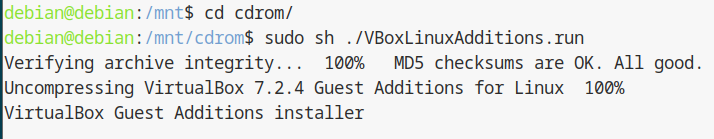 debian@debian:/mnt$ cd cdrom/
debian@debian:/mnt/cdrom$ sudo sh ./VBoxLinuxAdditions.run
Verifying archive integrity...  100%   MD5 checksums are OK. All good.
Uncompressing VirtualBox 7.2.4 Guest Additions for Linux  100%
VirtualBox Guest Additions installer